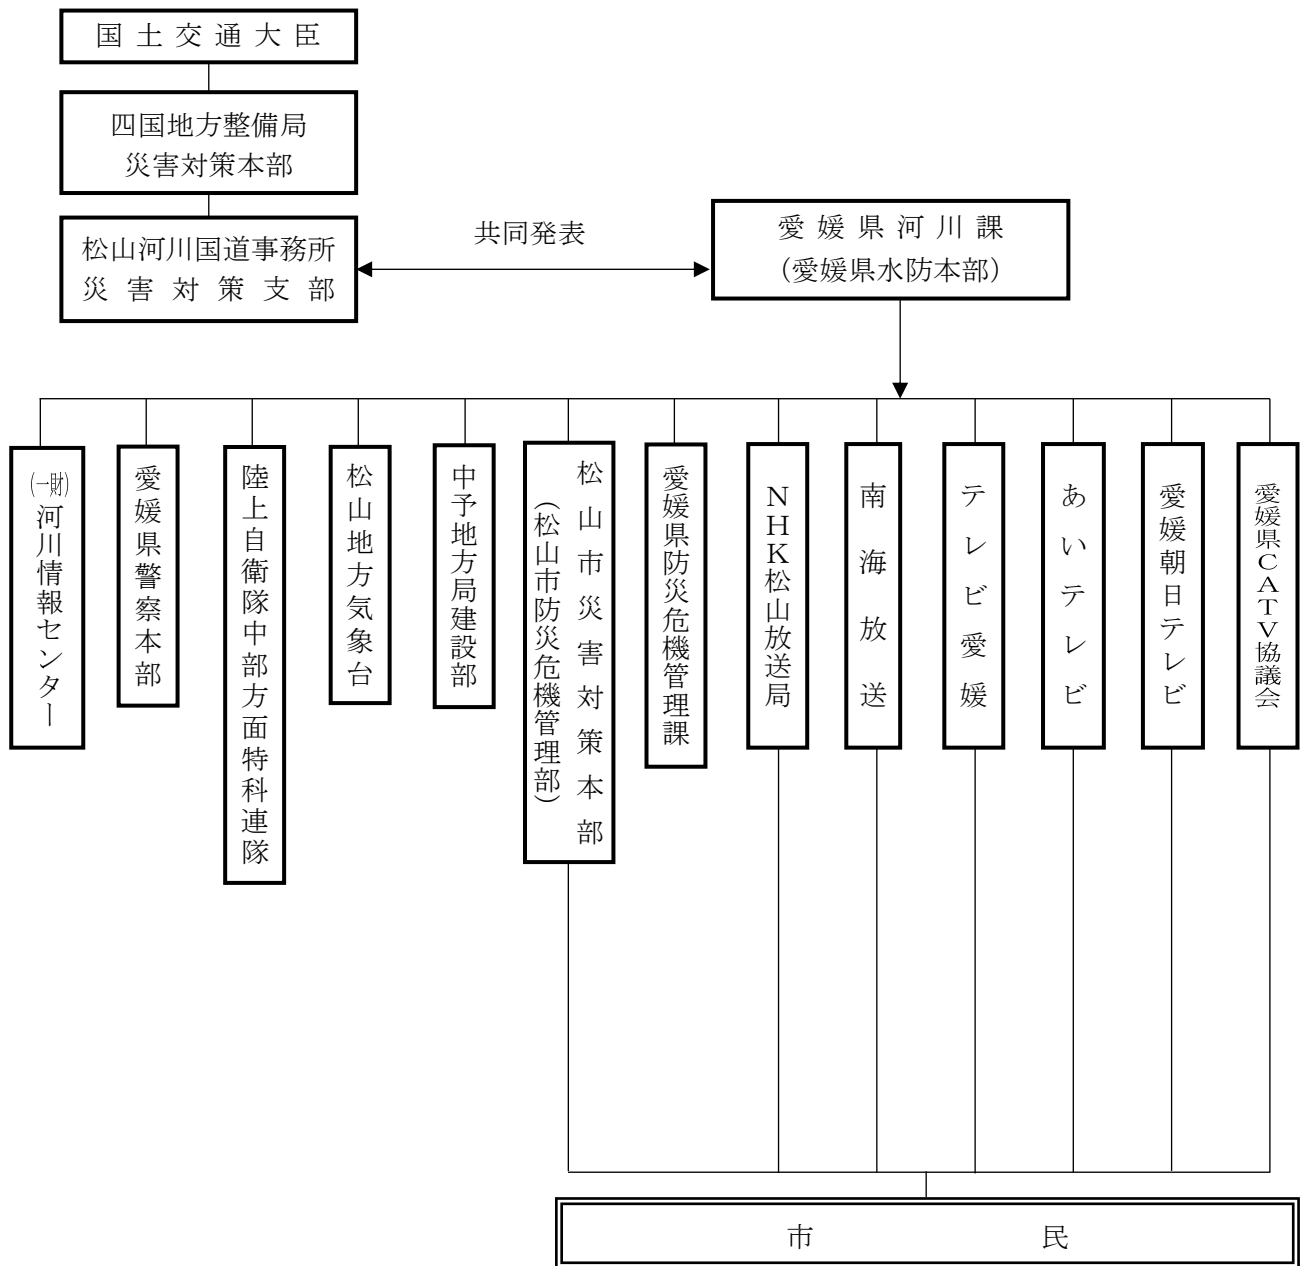 国土交通大臣
四国地方整備局
災害対策本部
松山河川国道事務所
災害対策支部
共同発表
愛媛県河川課
（愛媛県水防本部）
(一財)河川情報センター
愛媛県警察本部
陸上自衛隊中部方面特科連隊
松山地方気象台
中予地方局建設部
松山市災害対策本部
（松山市防災危機管理部）
愛媛県防災危機管理課
ＮＨＫ松山放送局
南海放送
テレビ愛媛
あいテレビ
愛媛朝日テレビ
愛媛県ＣＡＴＶ協議会
市民